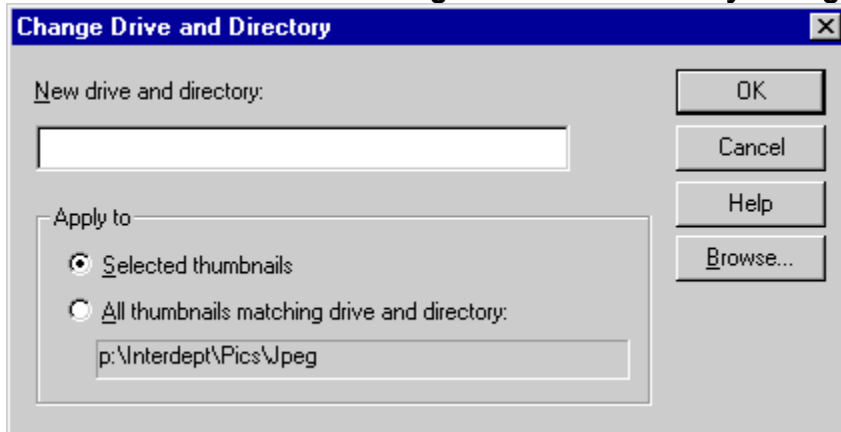 Change Drive and Directory
New drive and directory:
OK
Cancel
Help
Browse...
Apply to
Selected thumbnails
All thumbnails matching drive and directory:
p:\Interdept\Pics\Jpeg